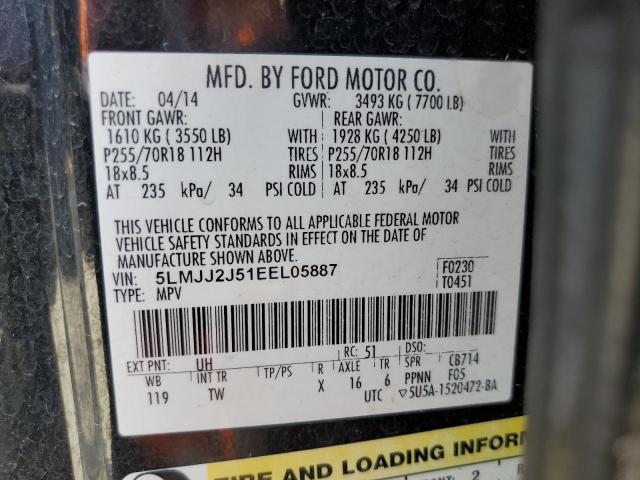 MFD. BY FORD MOTOR CO.
DATE: 04/14 GVWR: 3493 KG ( 7700 LB)
FRONT GAWR: REAR GAWR:
1610 KG ( 3550 LB) WITH 1928 KG ( 4250 LB) WITH
P255/70R18 112H TIRES P255/70R18 112H TIRES
18x8.5 RIMS 18x8.5 RIMS
AT 235 kPa/ 34 PSI COLD AT 235 kPa/ 34 PSI COLD
THIS VEHICLE CONFORMS TO ALL APPLICABLE FEDERAL MOTOR
VEHICLE SAFETY STANDARDS IN EFFECT ON THE DATE OF
MANUFACTURE SHOWN ABOVE.
VIN: 5LMJJ2J51EEL05887 F0230
TYPE: MPV T0451
EXT PNT: UH RC: 51 DSO:
WB INT TR TP/PS R AXLE TR SPR CB714
119 TW X 16 6 PPNN F05
UTC ▽5U5A-1520472-BA
TIRE AND LOADING INFORM